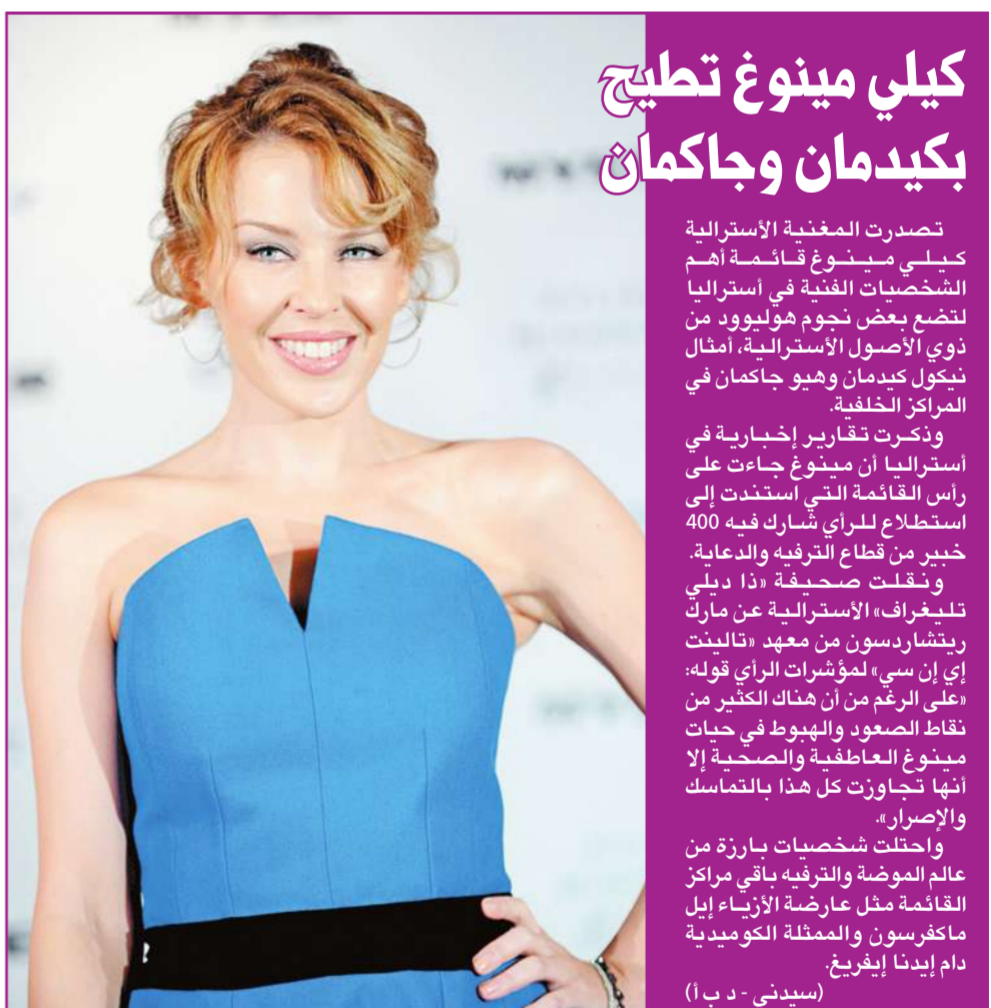 كيلي مينوغ تطيح
بكيدمان وجاكمان
تصدرت المغنية الأسترالية
كيلي مينوغ قائمة أهم
الشخصيات الفنية في أستراليا
لتضع بعض نجوم هوليوود من
ذوي الأصول الأسترالية، أمثال
نيكول كيدمان وهيو جاكمان في
المراكز الخلفية.
وذكرت تقارير إخبارية في
أستراليا أن مينوغ جاءت على
رأس القائمة التي استندت إلى
استطلاع للرأي شارك فيه 400
خبير من قطاع الترفيه والدعاية.
ونقلت صحيفة «ذا ديلي
تليغراف» الأسترالية عن مارك
ريتشاردسون من معهد «تالينت
إي إن سي» لمؤشرات الرأي قوله:
«على الرغم من أن هناك الكثير من
نقاط الصعود والهبوط في حيات
مينوغ العاطفية والصحية إلا
أنها تجاوزت كل هذا بالتماسك
والإصرار».
واحتلت شخصيات بارزة من
عالم الموضة والترفيه باقي مراكز
القائمة مثل عارضة الأزياء إيل
ماكفرسون والممثلة الكوميدية
دام إيدنا إيفريغ.
(سيدني - د ب أ)